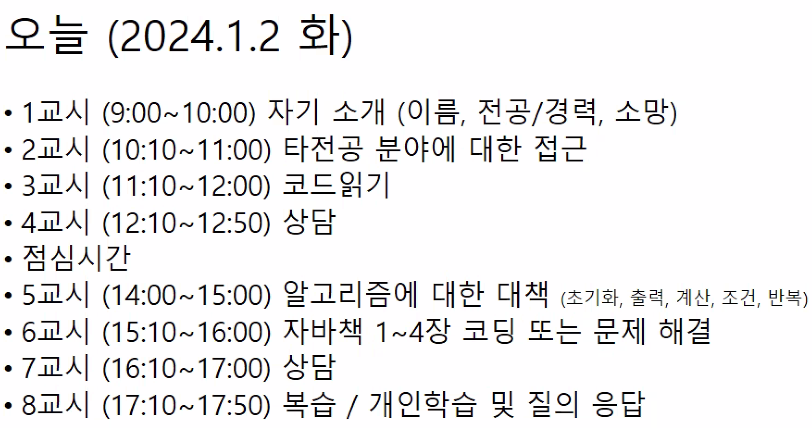 오늘 (2024.1.2 화)
• 1교시 (9:00~10:00) 자기 소개 (이름, 전공/경력, 소망)
• 2교시 (10:10~11:00) 타전공 분야에 대한 접근
• 3교시 (11:10~12:00) 코드읽기
• 4교시 (12:10~12:50) 상담
• 점심시간
• 5교시 (14:00~15:00) 알고리즘에 대한 대책 (초기화, 출력, 계산, 조건, 반복)
• 6교시 (15:10~16:00) 자바책 1~4장 코딩 또는 문제 해결
• 7교시 (16:10~17:00) 상담
• 8교시 (17:10~17:50) 복습 / 개인학습 및 질의 응답